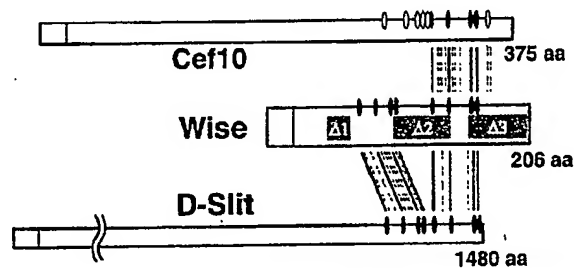 Cef10
375 aa
Wise
Δ1
Δ2
Δ3
206 aa
D-Slit
1480 aa